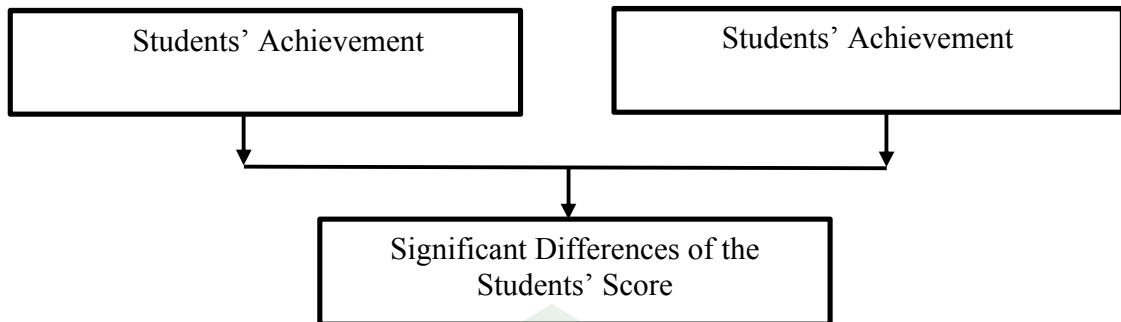 Students’ Achievement
Students’ Achievement
Significant Differences of the
Students’ Score